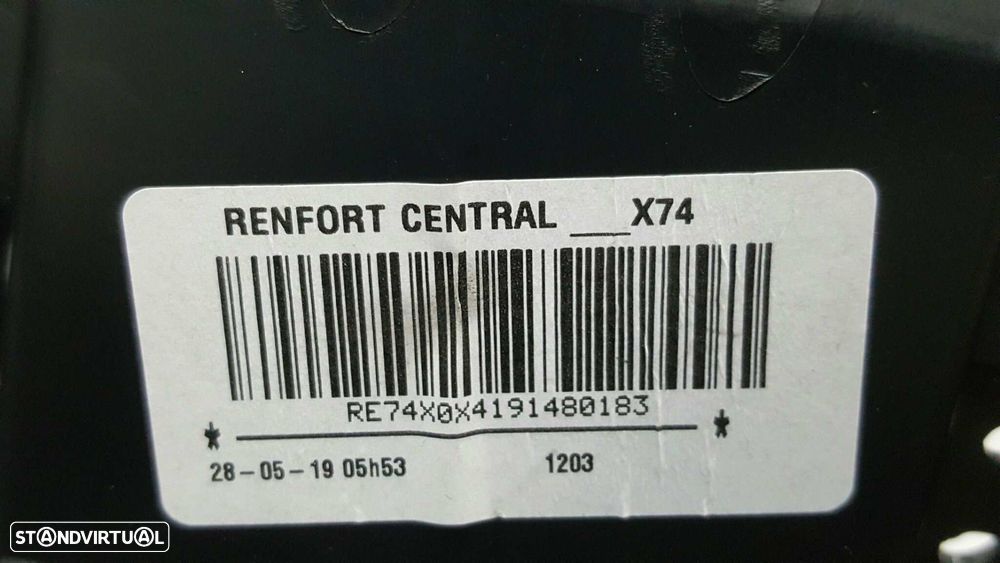 RENFORT CENTRAL ___X74
RE74X0X4191480183
* *
28-05-19 05h53 1203
STANDVIRTUAL